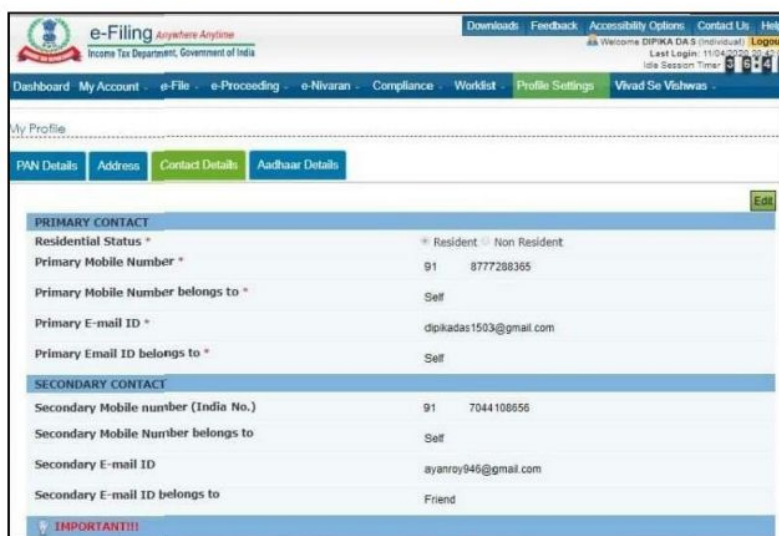 e-Filing Anywhere Anytime
Income Tax Department, Government of India
Downloads Feedback Accessibility Options Contact Us Help
Welcome DIPIKA DAS (Individual) Logou
Last Login: 11/04/2020
Idle Session Timer 3 6 : 4
Dashboard My Account e-File e-Proceeding e-Nivaran Compliance Worklist Profile Settings Vivad Se Vishwas
My Profile
PAN Details Address Contact Details Aadhaar Details
Edit
PRIMARY CONTACT
Residential Status * Resident Non Resident
Primary Mobile Number * 91 8777288365
Primary Mobile Number belongs to * Self
Primary E-mail ID * dipikadas1503@gmail.com
Primary Email ID belongs to * Self
SECONDARY CONTACT
Secondary Mobile number (India No.) 91 7044108656
Secondary Mobile Number belongs to Self
Secondary E-mail ID ayanroy946@gmail.com
Secondary E-mail ID belongs to Friend
IMPORTANT!!!